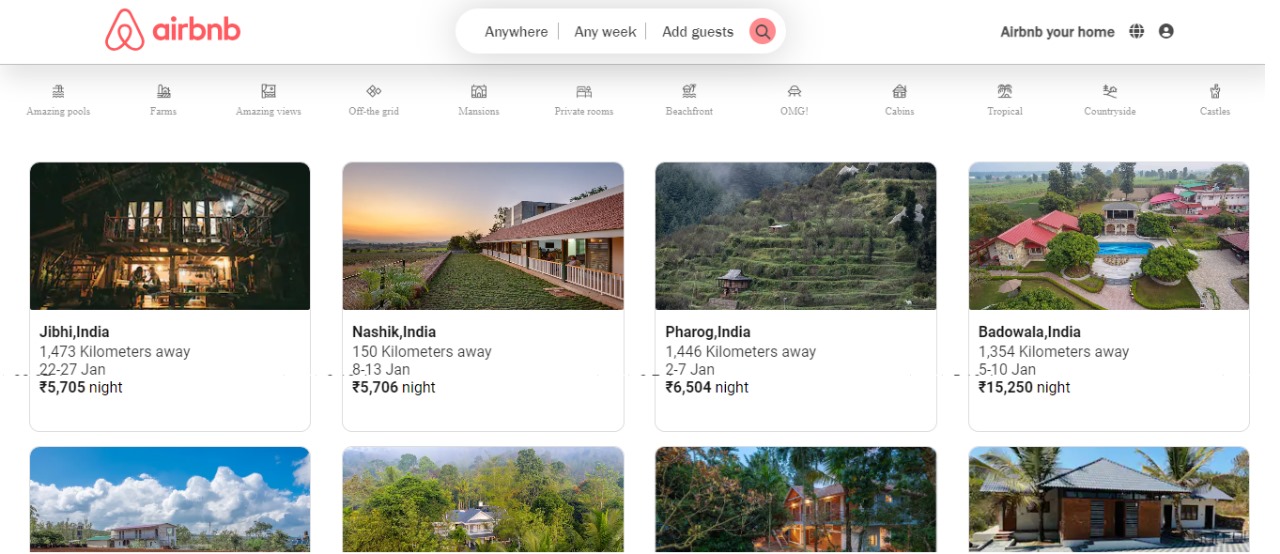 airbnb
Anywhere Any week Add guests
Airbnb your home
Amazing pools Farms Amazing views Off-the grid Mansions Private rooms Beachfront OMG! Cabins Tropical Countryside Castles
Jibhi,India
1,473 Kilometers away
22-27 Jan
₹5,705 night
Nashik,India
150 Kilometers away
8-13 Jan
₹5,706 night
Pharog,India
1,446 Kilometers away
2-7 Jan
₹6,504 night
Badowala,India
1,354 Kilometers away
5-10 Jan
₹15,250 night